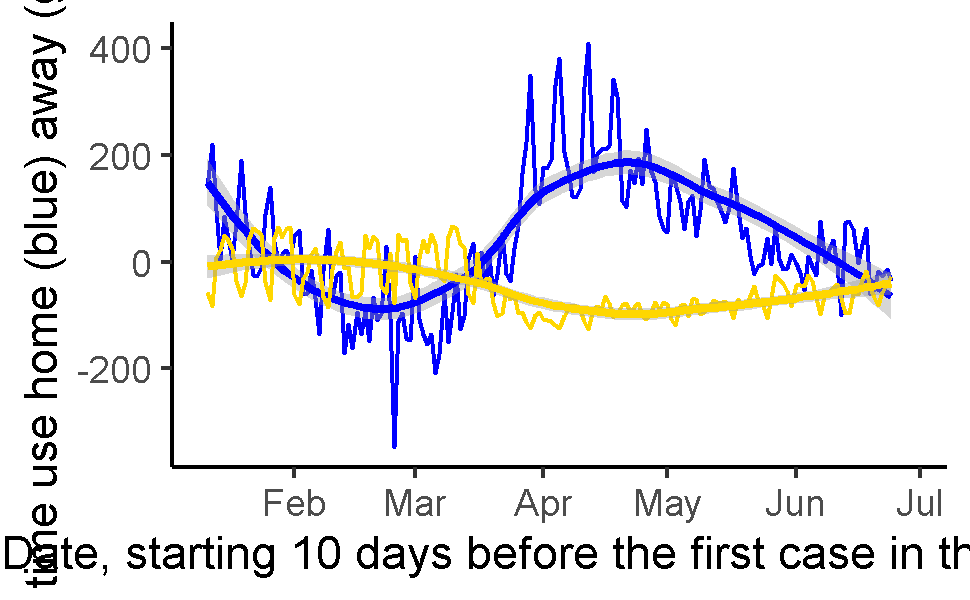 time use home (blue) away (
400
200
0
-200
Feb Mar Apr May Jun Jul
Date, starting 10 days before the first case in th